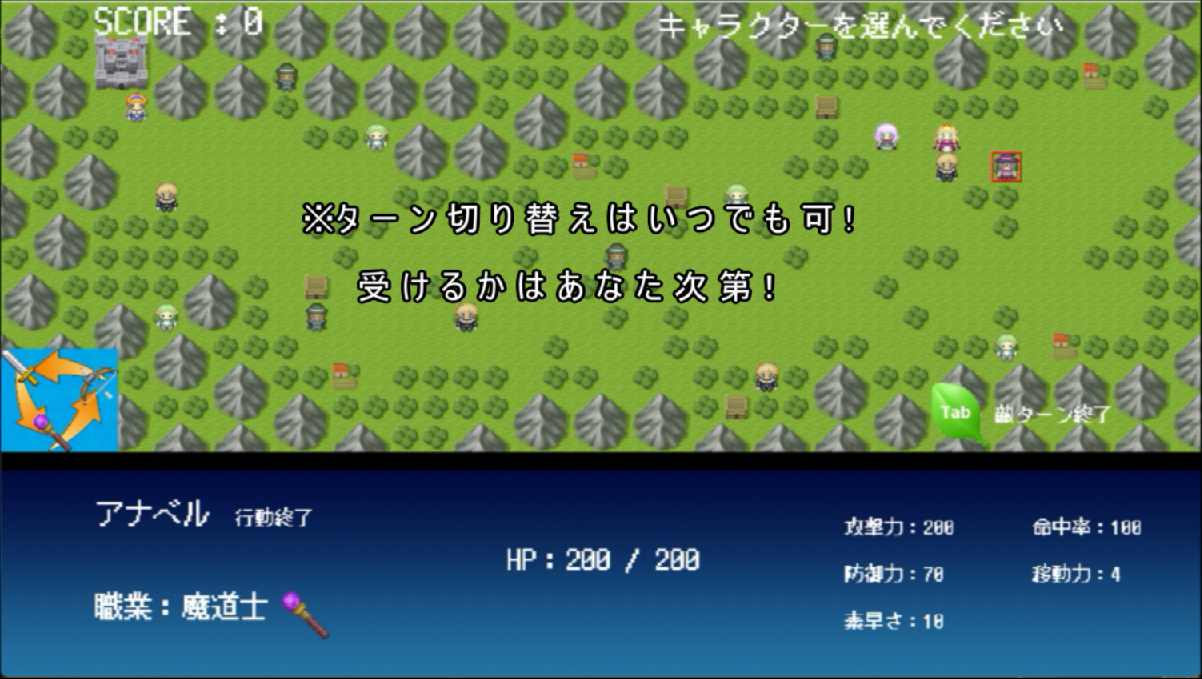 SCORE : 0
キャラクターを選んでください
※ターン切り替えはいつでも可!
受けるかはあなた次第!
Tab
ターン終了
アナベル 行動終了
HP:200 / 200
職業:魔道士
攻撃力:200
命中率:100
防御力:70
移動力:4
素早さ:10